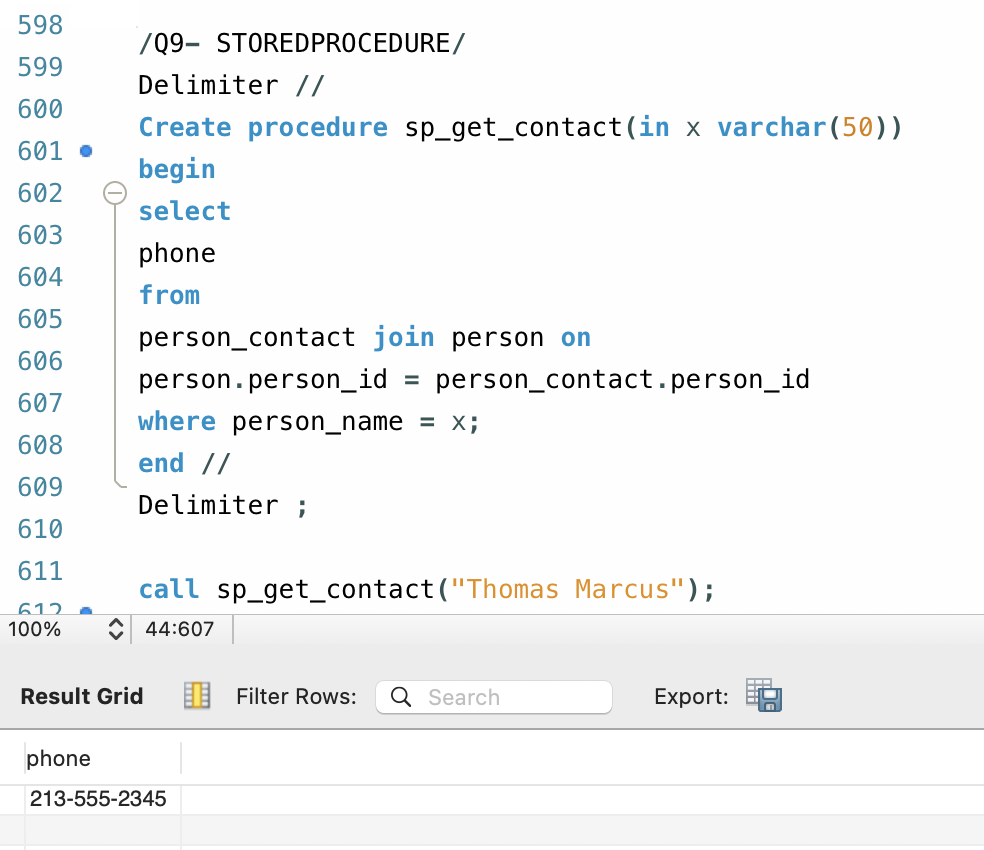 598
/Q9– STOREDPROCEDURE/
599
Delimiter //
600
Create procedure sp_get_contact(in x varchar(50))
601
begin
602
select
603
phone
604
from
605
person_contact join person on
606
person.person_id = person_contact.person_id
607
where person_name = x;
608
end //
609
Delimiter ;
610
611
call sp_get_contact("Thomas Marcus");
612
100% 44:607
Result Grid Filter Rows: Search Export:
phone
213-555-2345